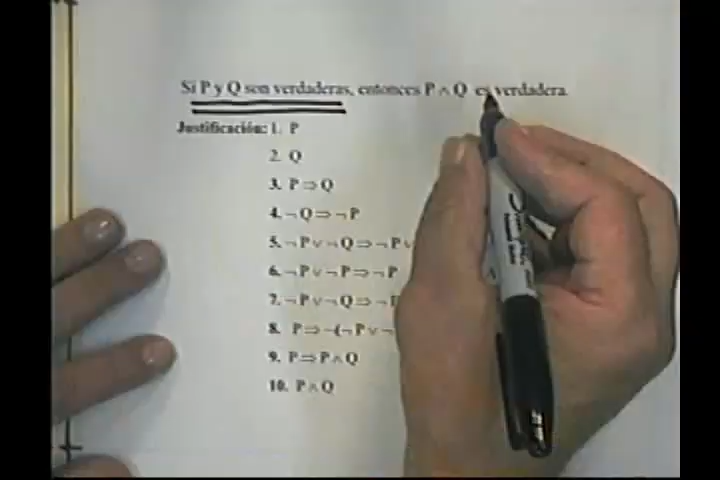 Si P y Q son verdaderas, entonces P ∧ Q es verdadera.
Justificación: 1. P
2. Q
3. P ⇒ Q
4. ¬ Q ⇒ ¬ P
5. ¬ P ∨ ¬ Q ⇒ ¬ P ∨
6. ¬ P ∨ ¬ P ⇒ ¬ P
7. ¬ P ∨ ¬ Q ⇒ ¬ P
8. P ⇒ ¬(¬ P ∨ ¬
9. P ⇒ P ∧ Q
10. P ∧ Q